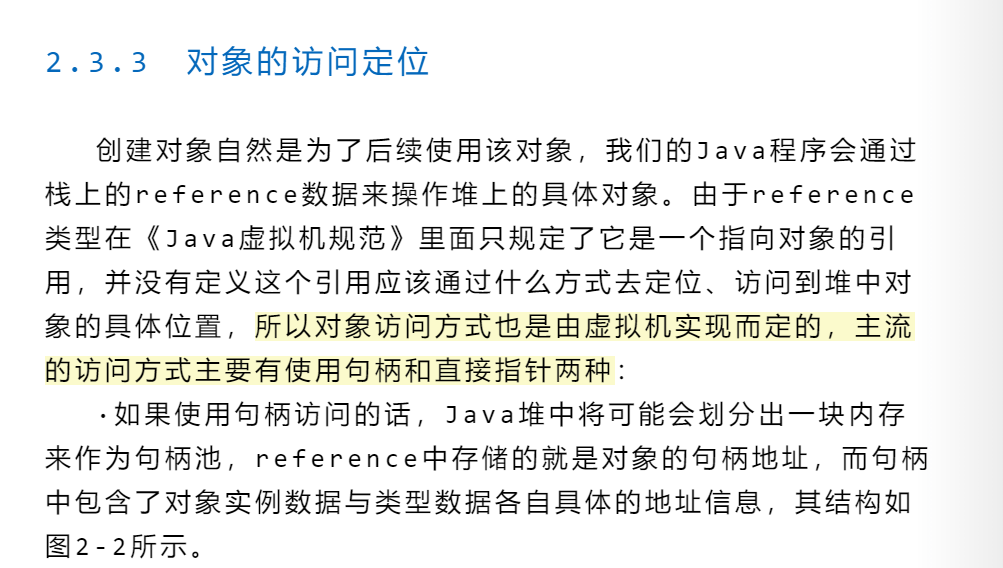 2.3.3 对象的访问定位
创建对象自然是为了后续使用该对象，我们的Java程序会通过
栈上的reference数据来操作堆上的具体对象。由于reference
类型在《Java虚拟机规范》里面只规定了它是一个指向对象的引
用，并没有定义这个引用应该通过什么方式去定位、访问到堆中对
象的具体位置，所以对象访问方式也是由虚拟机实现而定的，主流
的访问方式主要有使用句柄和直接指针两种：
·如果使用句柄访问的话，Java堆中将可能会划分出一块内存
来作为句柄池，reference中存储的就是对象的句柄地址，而句柄
中包含了对象实例数据与类型数据各自具体的地址信息，其结构如
图2-2所示。